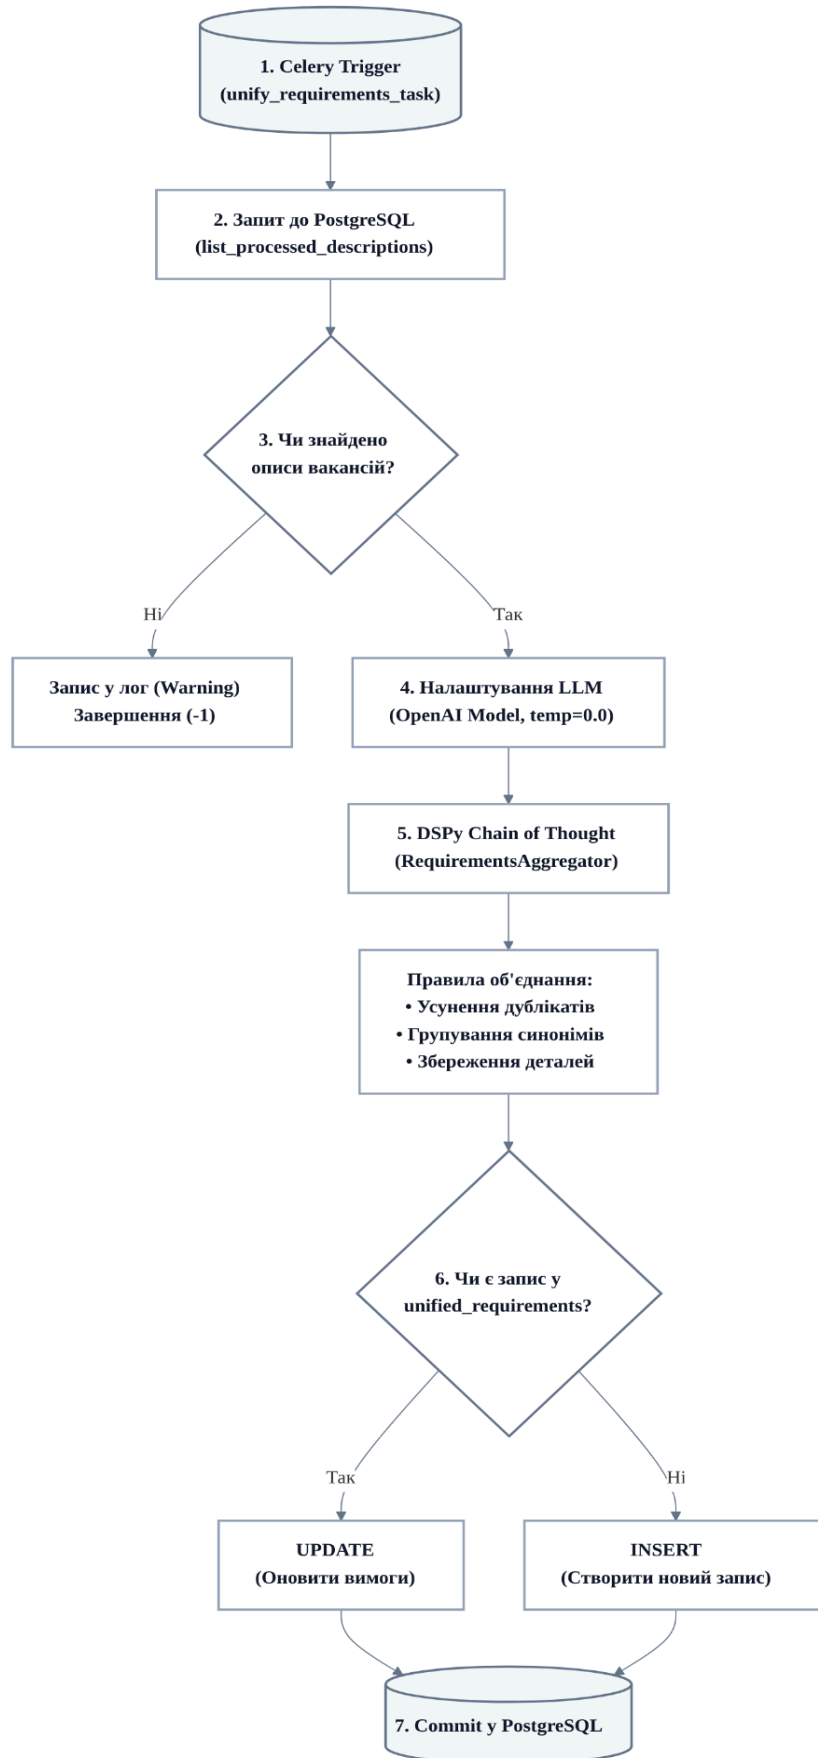 1. Celery Trigger
(unify_requirements_task)
2. Запит до PostgreSQL
(list_processed_descriptions)
3. Чи знайдено
описи вакансій?
Ні
Так
Запис у лог (Warning)
Завершення (-1)
4. Налаштування LLM
(OpenAI Model, temp=0.0)
5. DSPy Chain of Thought
(RequirementsAggregator)
Правила об'єднання:
• Усунення дублікатів
• Групування синонімів
• Збереження деталей
6. Чи є запис у
unified_requirements?
Так
Ні
UPDATE
(Оновити вимоги)
INSERT
(Створити новий запис)
7. Commit у PostgreSQL